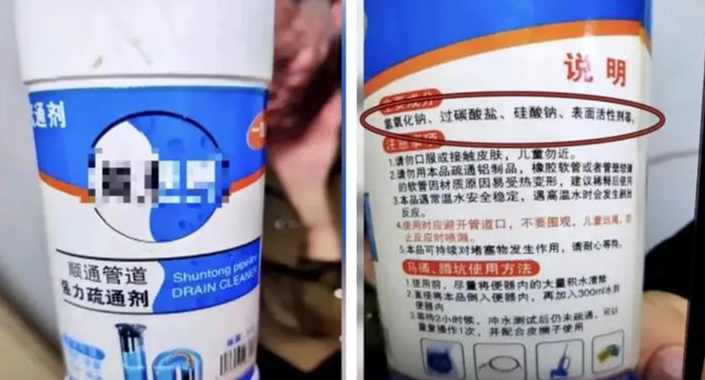 通剂
顺通管道
强力疏通剂
Shuntong pipeline
DRAIN CLEANER
说 明
主要成分
氢氧化钠、过碳酸盐、硅酸钠、表面活性剂等。
注意事项
1.请勿口服或接触皮肤，儿童勿近。
2.请勿用本品疏通铝制品，橡胶软管或者管壁较薄
的软管因材质原因易受热变形，建议稀释后使用
3.本品遇常温水安全稳定，遇高温水时会发生剧烈
反应。
4.使用时应避开管道口，不要围观，儿童远离，防
止反应时喷溅。
5.本品可持续对堵塞物发生作用，请耐心等待。
马桶、蹲坑使用方法
1.使用前，尽量将便器内的大量积水清除
2.直接将本品倒入便器内，再加入300ml水到
便器内
3.等待2小时候，冲水测试后仍未疏通，可以
重复操作1次，并配合皮搋子使用